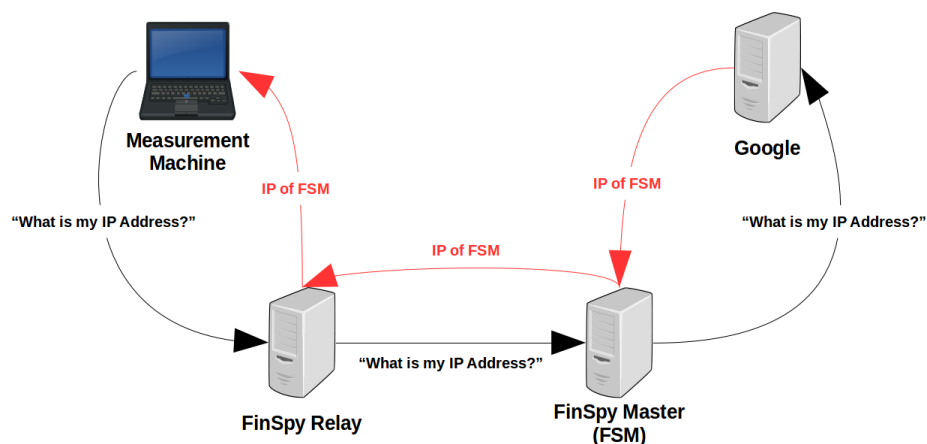 Measurement
Machine
Google
IP of FSM
IP of FSM
“What is my IP Address?”
“What is my IP Address?”
IP of FSM
“What is my IP Address?”
FinSpy Relay
FinSpy Master
(FSM)